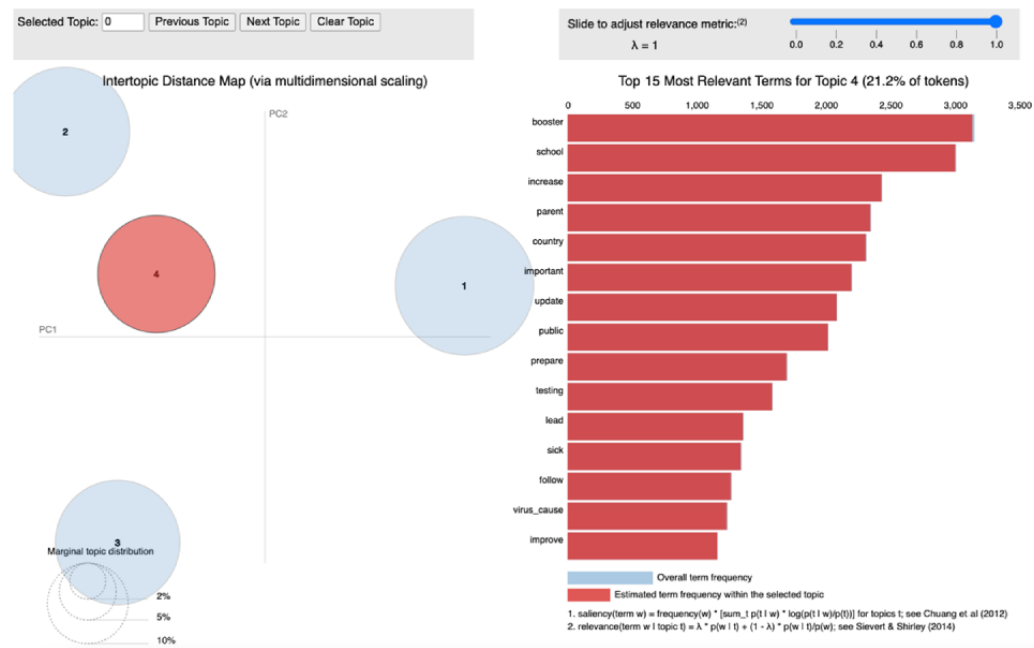 Selected Topic: 0 Previous Topic Next Topic Clear Topic
Slide to adjust relevance metric:(2)
λ = 1
0.0 0.2 0.4 0.6 0.8 1.0
Intertopic Distance Map (via multidimensional scaling)
PC2
PC1
2
4
1
3
Marginal topic distribution
2%
5%
10%
Top 15 Most Relevant Terms for Topic 4 (21.2% of tokens)
0 500 1,000 1,500 2,000 2,500 3,000 3,500
booster
school
increase
parent
country
important
update
public
prepare
testing
lead
sick
follow
virus_cause
improve
Overall term frequency
Estimated term frequency within the selected topic
1. saliency(term w) = frequency(w) * [sum_t p(t | w) * log(p(t | w)/p(t))] for topics t; see Chuang et. al (2012)
2. relevance(term w | topic t) = λ * p(w | t) + (1 - λ) * p(w | t)/p(w); see Sievert & Shirley (2014)